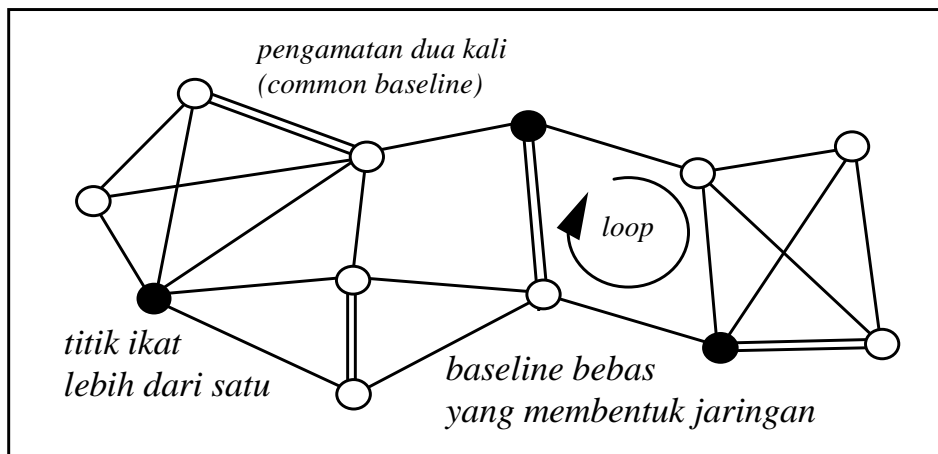 pengamatan dua kali
(common baseline)
loop
titik ikat
lebih dari satu
baseline bebas
yang membentuk jaringan